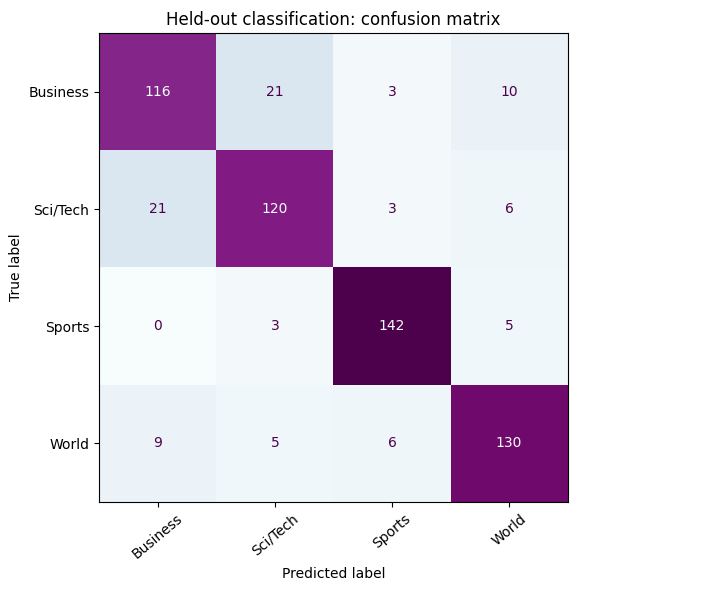 Held-out classification: confusion matrix
True label
Business 116 21 3 10
Sci/Tech 21 120 3 6
Sports 0 3 142 5
World 9 5 6 130
Business Sci/Tech Sports World
Predicted label